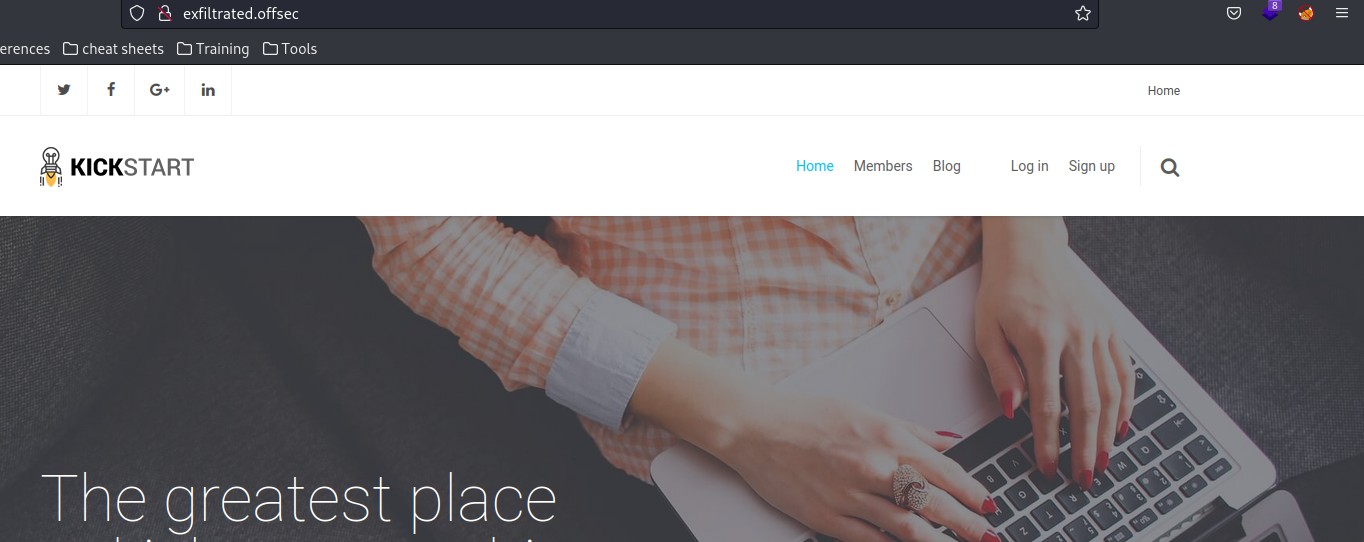 exfiltrated.offsec
8
erences cheat sheets Training Tools
G+ in
Home
KICKSTART
Home Members Blog Log in Sign up
The greatest place